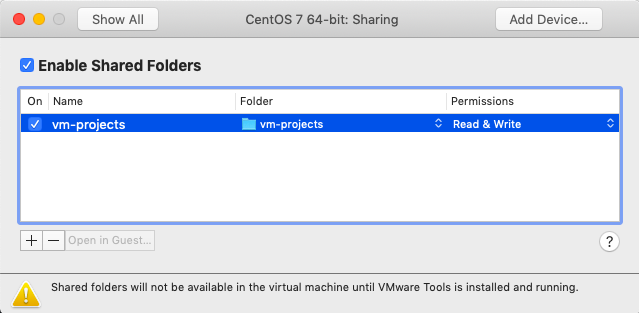 Show All
CentOS 7 64-bit: Sharing
Add Device...
Enable Shared Folders
On Name Folder Permissions
vm-projects vm-projects Read & Write
+ − Open in Guest... ?
Shared folders will not be available in the virtual machine until VMware Tools is installed and running.